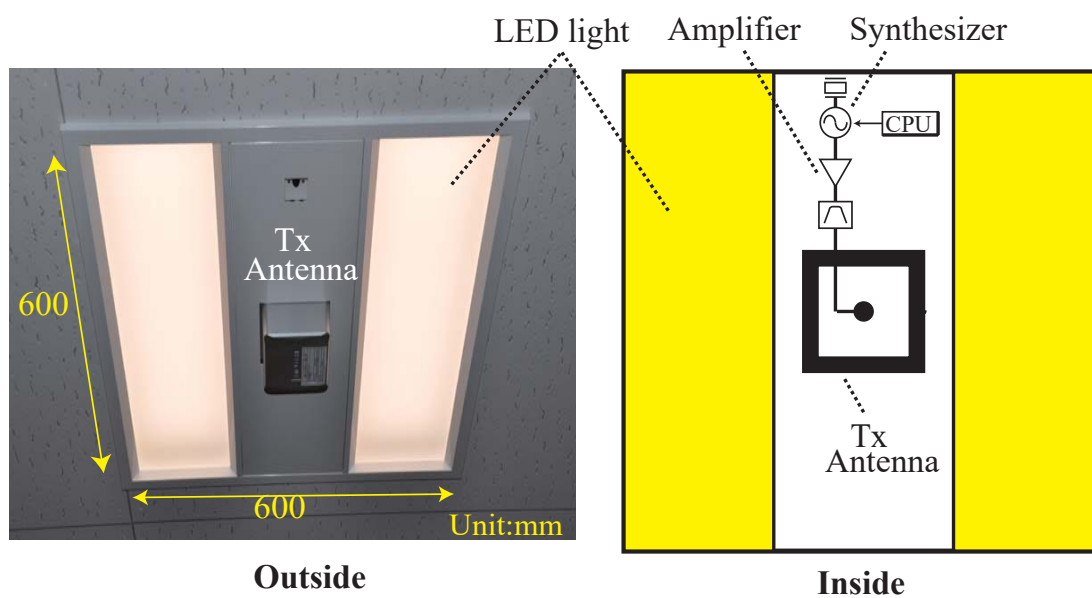 LED light
Amplifier
Synthesizer
CPU
Tx
Antenna
600
600
Unit:mm
Tx
Antenna
Outside
Inside